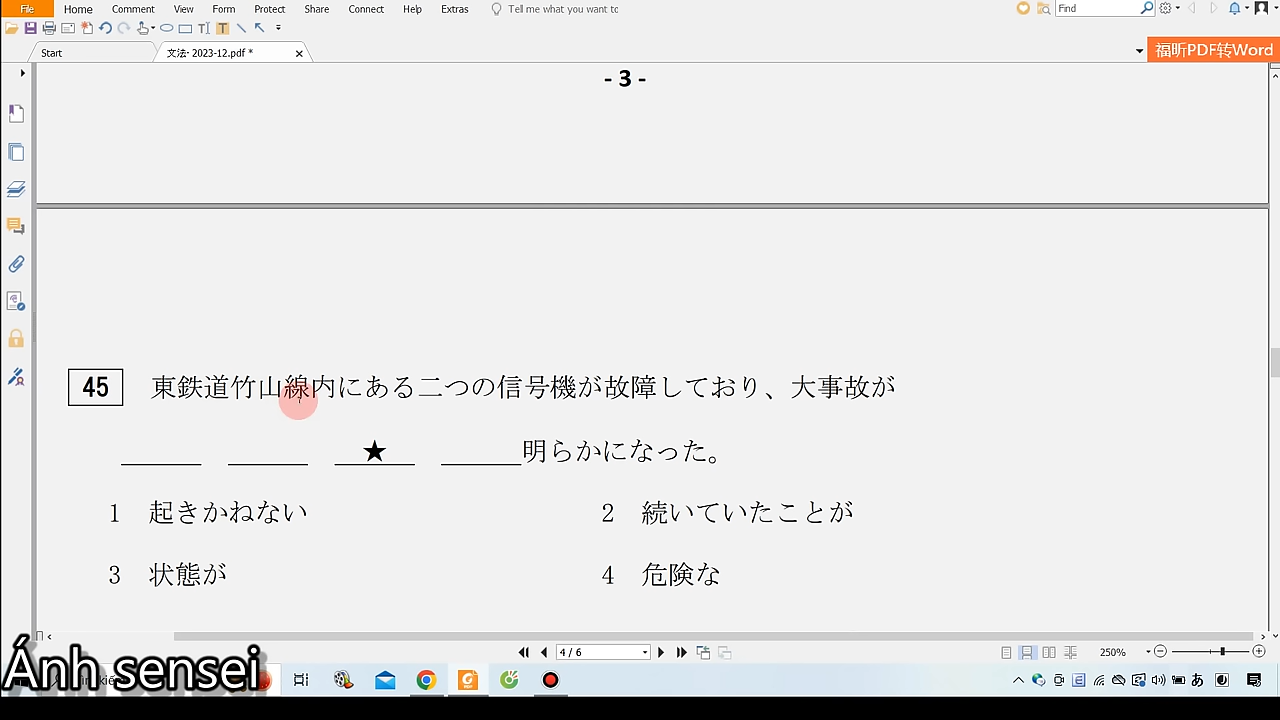 File Home Comment View Form Protect Share Connect Help Extras Tell me what you want to Find
Start 文法- 2023-12.pdf * 福昕PDF转Word
- 3 -
45 東鉄道竹山線内にある二つの信号機が故障しており、大事故が
★ 明らかになった。
1 起きかねない 2 続いていたことが
3 状態が 4 危険な
4 / 6 250%
Ánh sensei